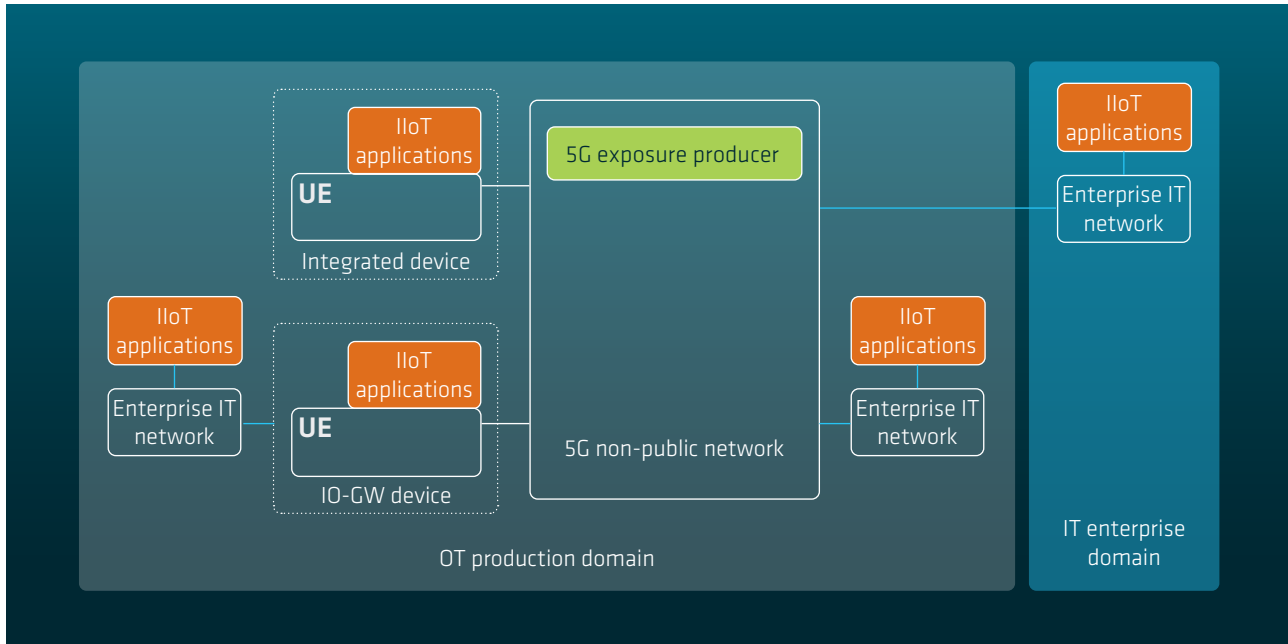 IIoT
applications
UE
Integrated device
5G exposure producer
IIoT
applications
Enterprise IT
network
IIoT
applications
Enterprise IT
network
IIoT
applications
UE
IO-GW device
5G non-public network
IIoT
applications
Enterprise IT
network
OT production domain
IT enterprise
domain